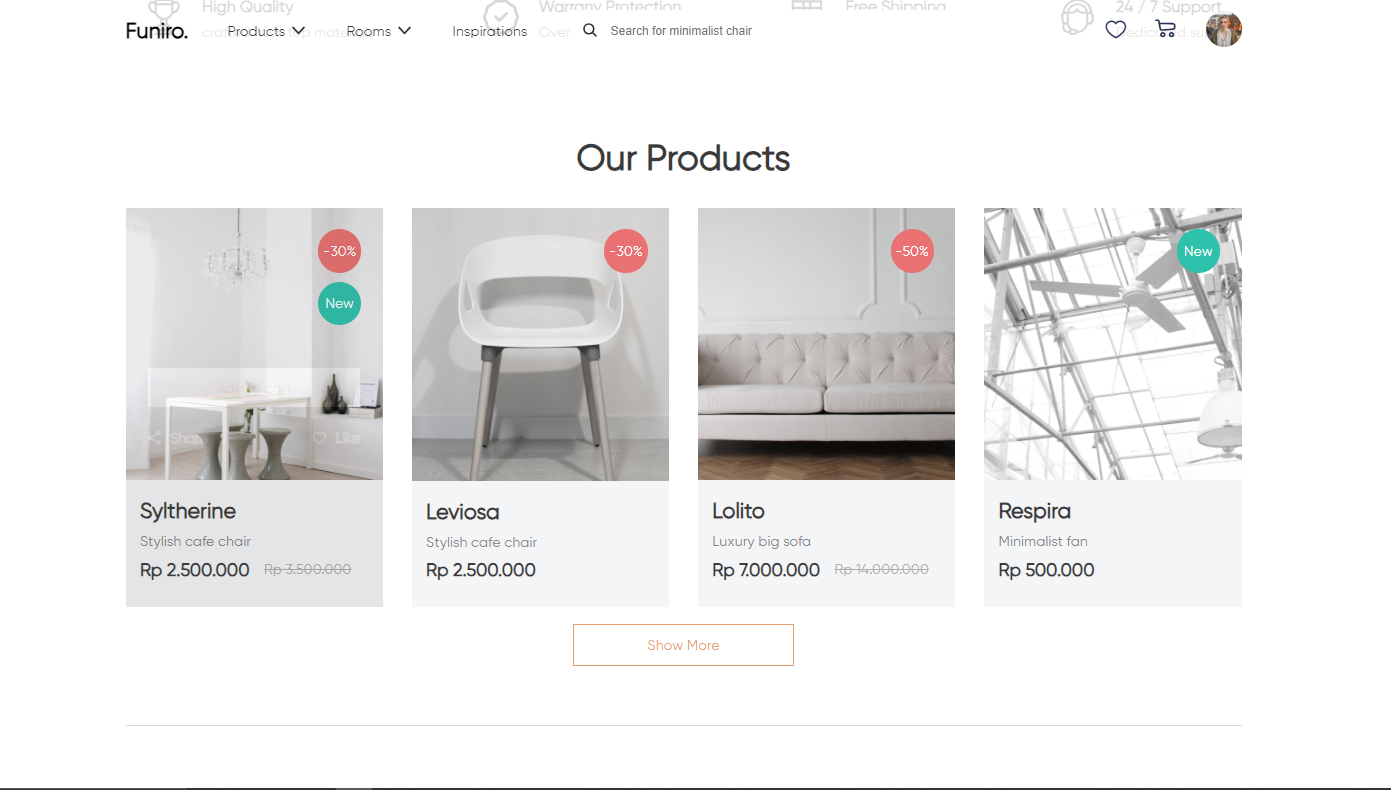 High Quality
Warrany Protection
Free Shipping
24 / 7 Support
Funiro.
Products
Rooms
Inspirations
Over
Search for minimalist chair
Our Products
-30%
New
-30%
-50%
New
Add to cart
Share
Like
Syltherine
Stylish cafe chair
Rp 2.500.000 Rp 3.500.000
Leviosa
Stylish cafe chair
Rp 2.500.000
Lolito
Luxury big sofa
Rp 7.000.000 Rp 14.000.000
Respira
Minimalist fan
Rp 500.000
Show More